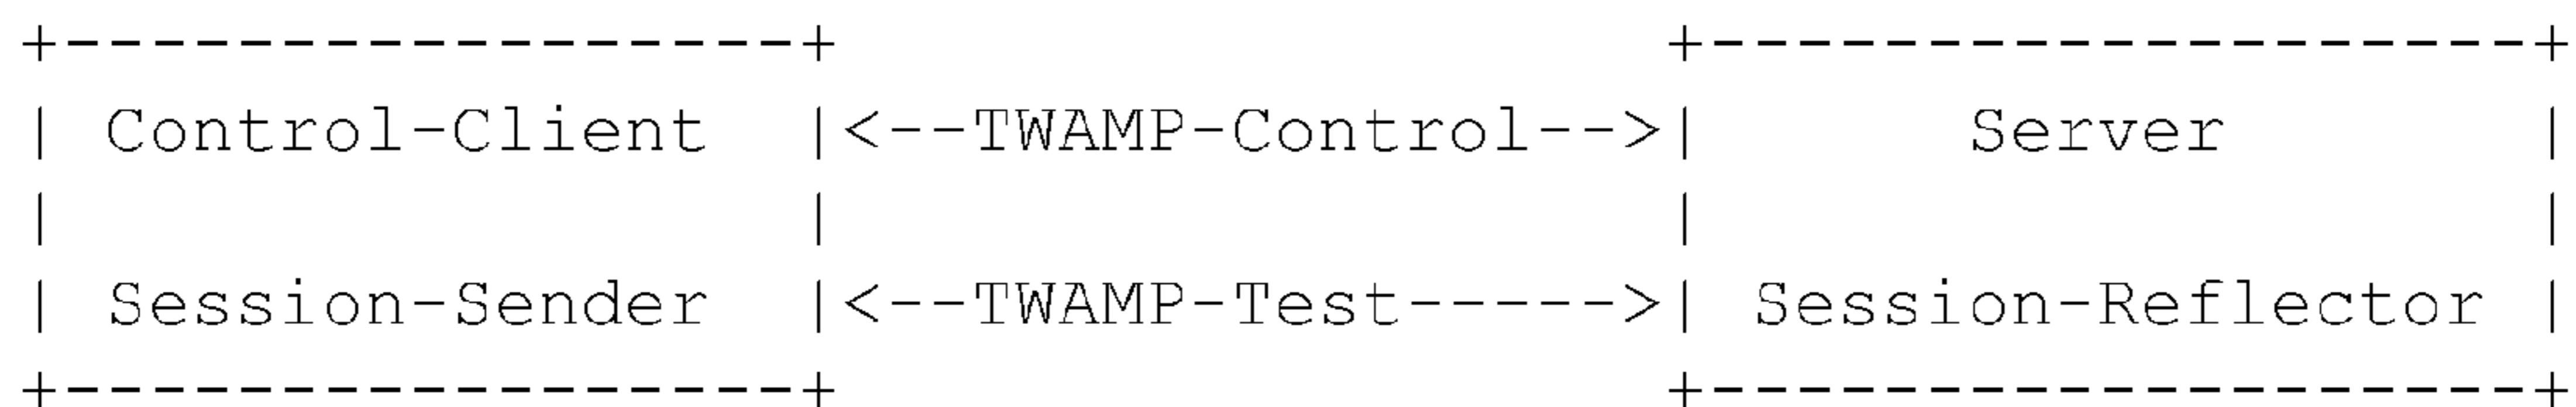 +------------------+                   +-------------------+
| Control-Client  |<--TWAMP-Control-->|      Server       |
|                  |                   |                   |
| Session-Sender  |<--TWAMP-Test----->| Session-Reflector |
+------------------+                   +-------------------+